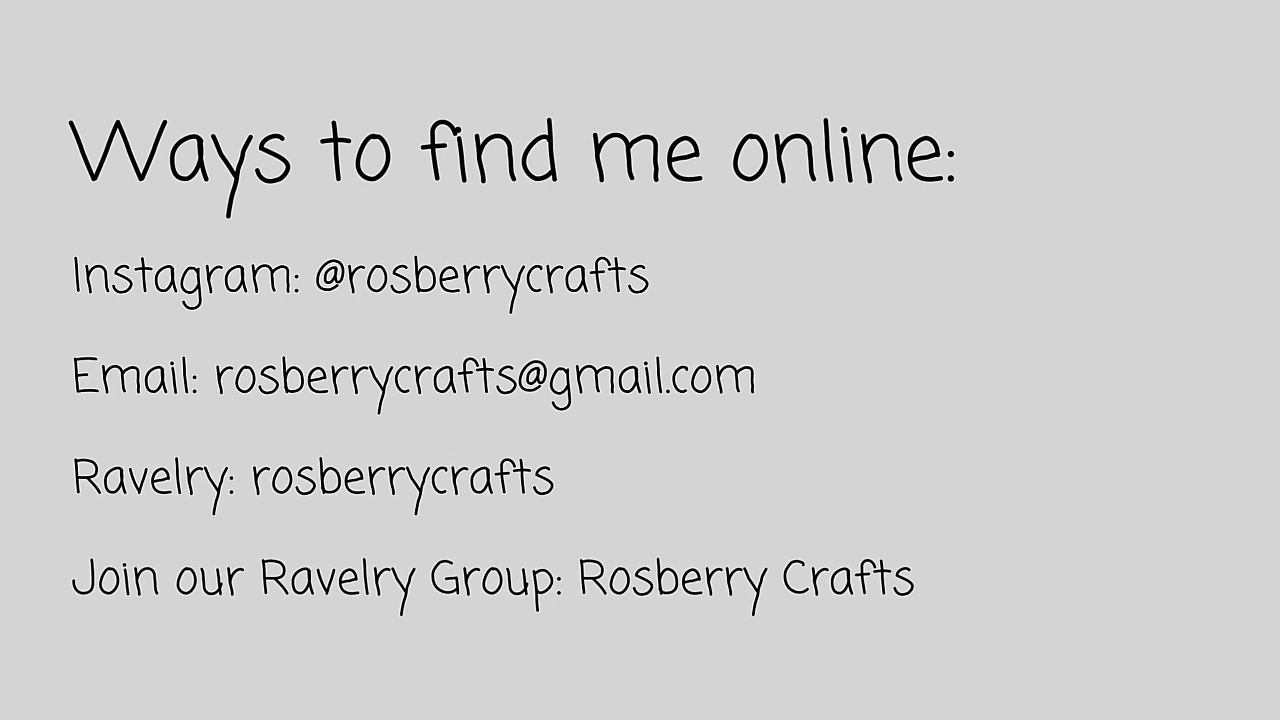 Ways to find me online:
Instagram: @rosberrycrafts
Email: rosberrycrafts@gmail.com
Ravelry: rosberrycrafts
Join our Ravelry Group: Rosberry Crafts